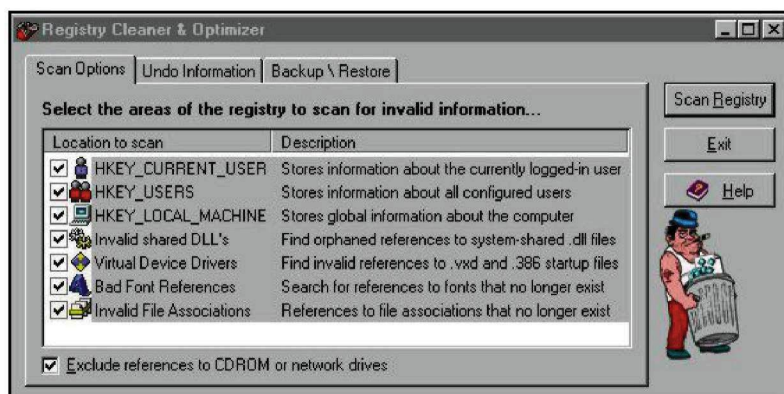 Registry Cleaner & Optimizer
Scan Options Undo Information Backup \ Restore
Select the areas of the registry to scan for invalid information...
Location to scan Description
HKEY_CURRENT_USER Stores information about the currently logged-in user
HKEY_USERS Stores information about all configured users
HKEY_LOCAL_MACHINE Stores global information about the computer
Invalid shared DLL's Find orphaned references to system-shared .dll files
Virtual Device Drivers Find invalid references to .vxd and .386 startup files
Bad Font References Search for references to fonts that no longer exist
Invalid File Associations References to file associations that no longer exist
Exclude references to CDROM or network drives
Scan Registry
Exit
Help